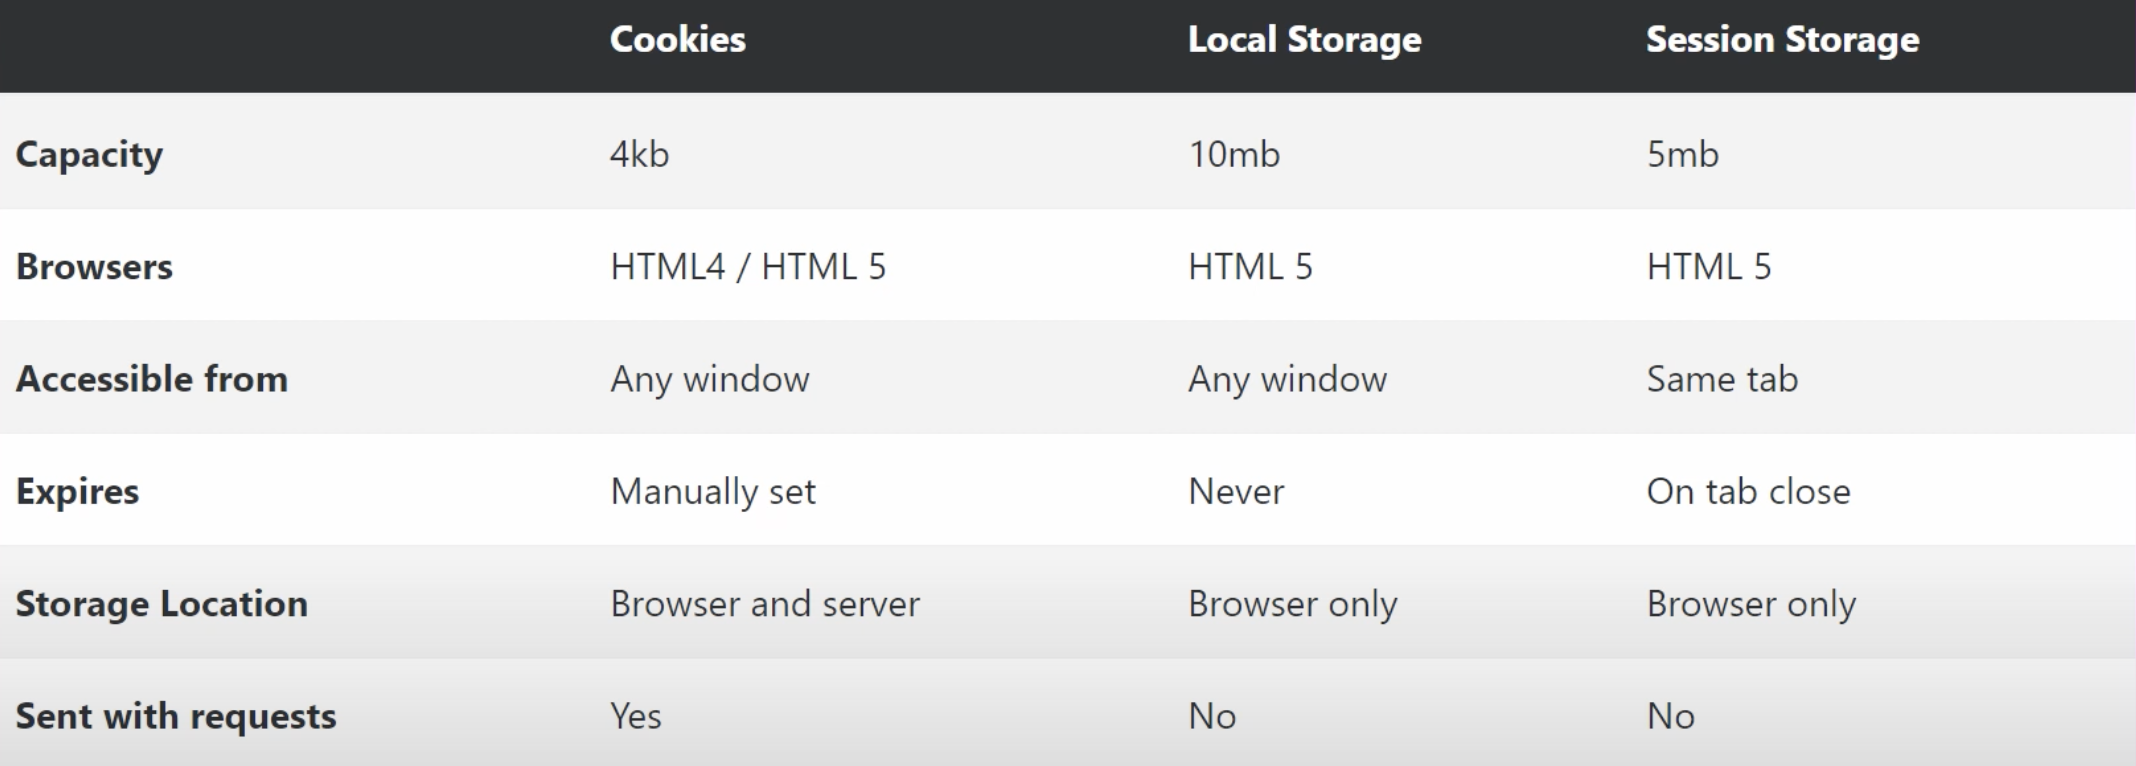 Cookies Local Storage Session Storage
Capacity 4kb 10mb 5mb
Browsers HTML4 / HTML 5 HTML 5 HTML 5
Accessible from Any window Any window Same tab
Expires Manually set Never On tab close
Storage Location Browser and server Browser only Browser only
Sent with requests Yes No No